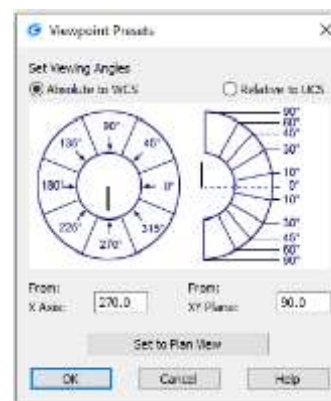 Viewpoint Presets
Set Viewing Angles
Absolute to WCS
Relative to UCS
90°
135°
45°
180°
0°
225°
315°
270°
90°
60°
45°
30°
10°
0°
10°
30°
45°
60°
90°
From:
X Axis:
270.0
From:
XY Plane:
90.0
Set to Plan View
OK
Cancel
Help